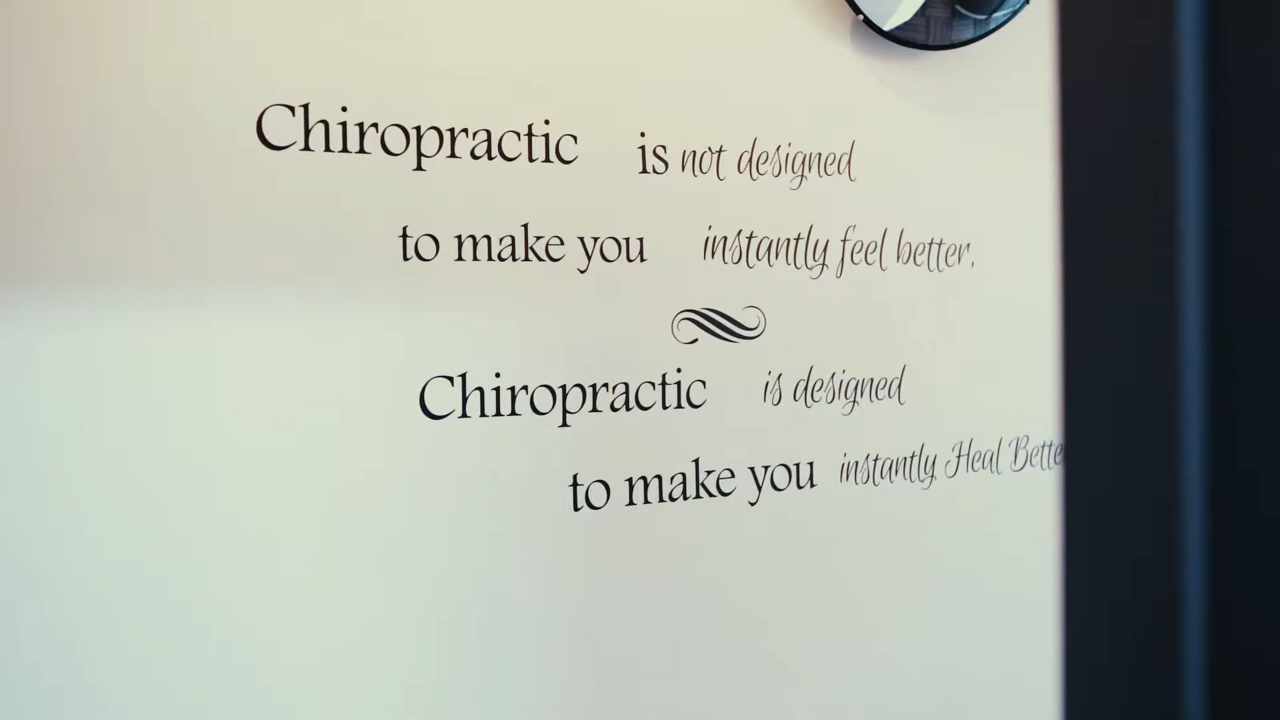 Chiropractic is not designed
to make you instantly feel better.
Chiropractic is designed
to make you instantly Heal Bette